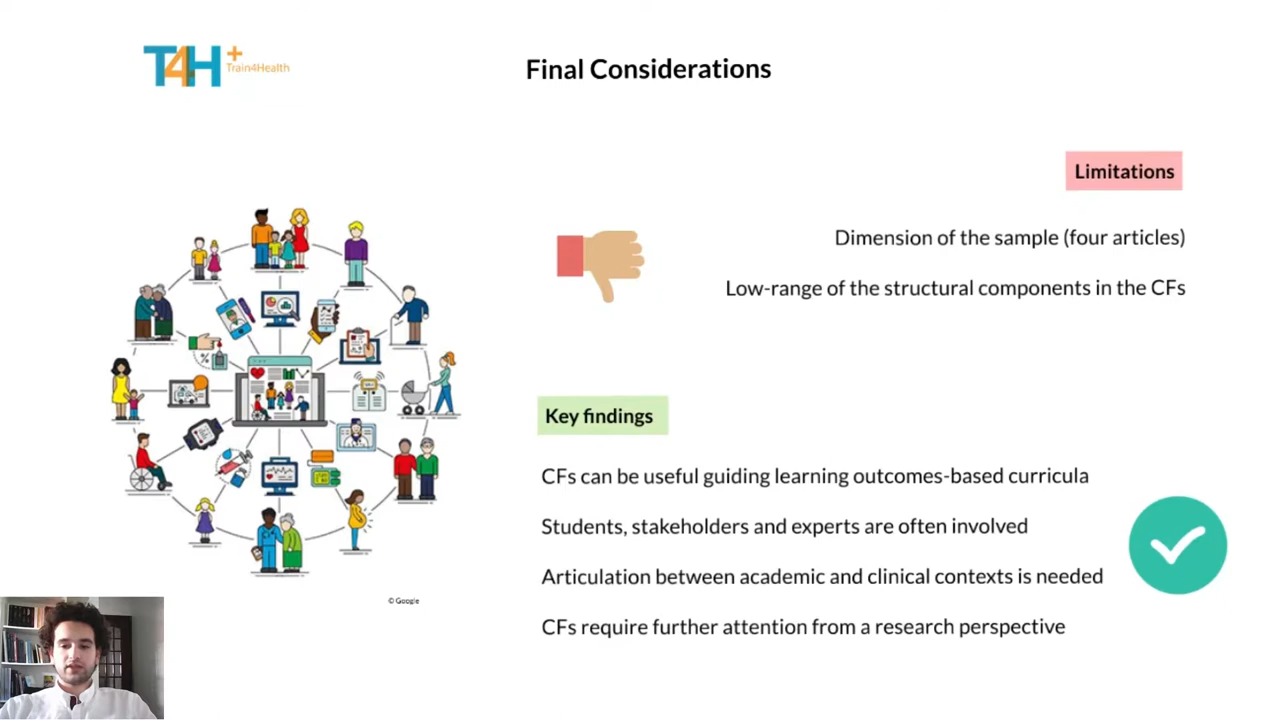 T4H+
Train4Health
Final Considerations
Limitations
Dimension of the sample (four articles)
Low-range of the structural components in the CFs
Key findings
CFs can be useful guiding learning outcomes-based curricula
Students, stakeholders and experts are often involved
Articulation between academic and clinical contexts is needed
CFs require further attention from a research perspective
© Google